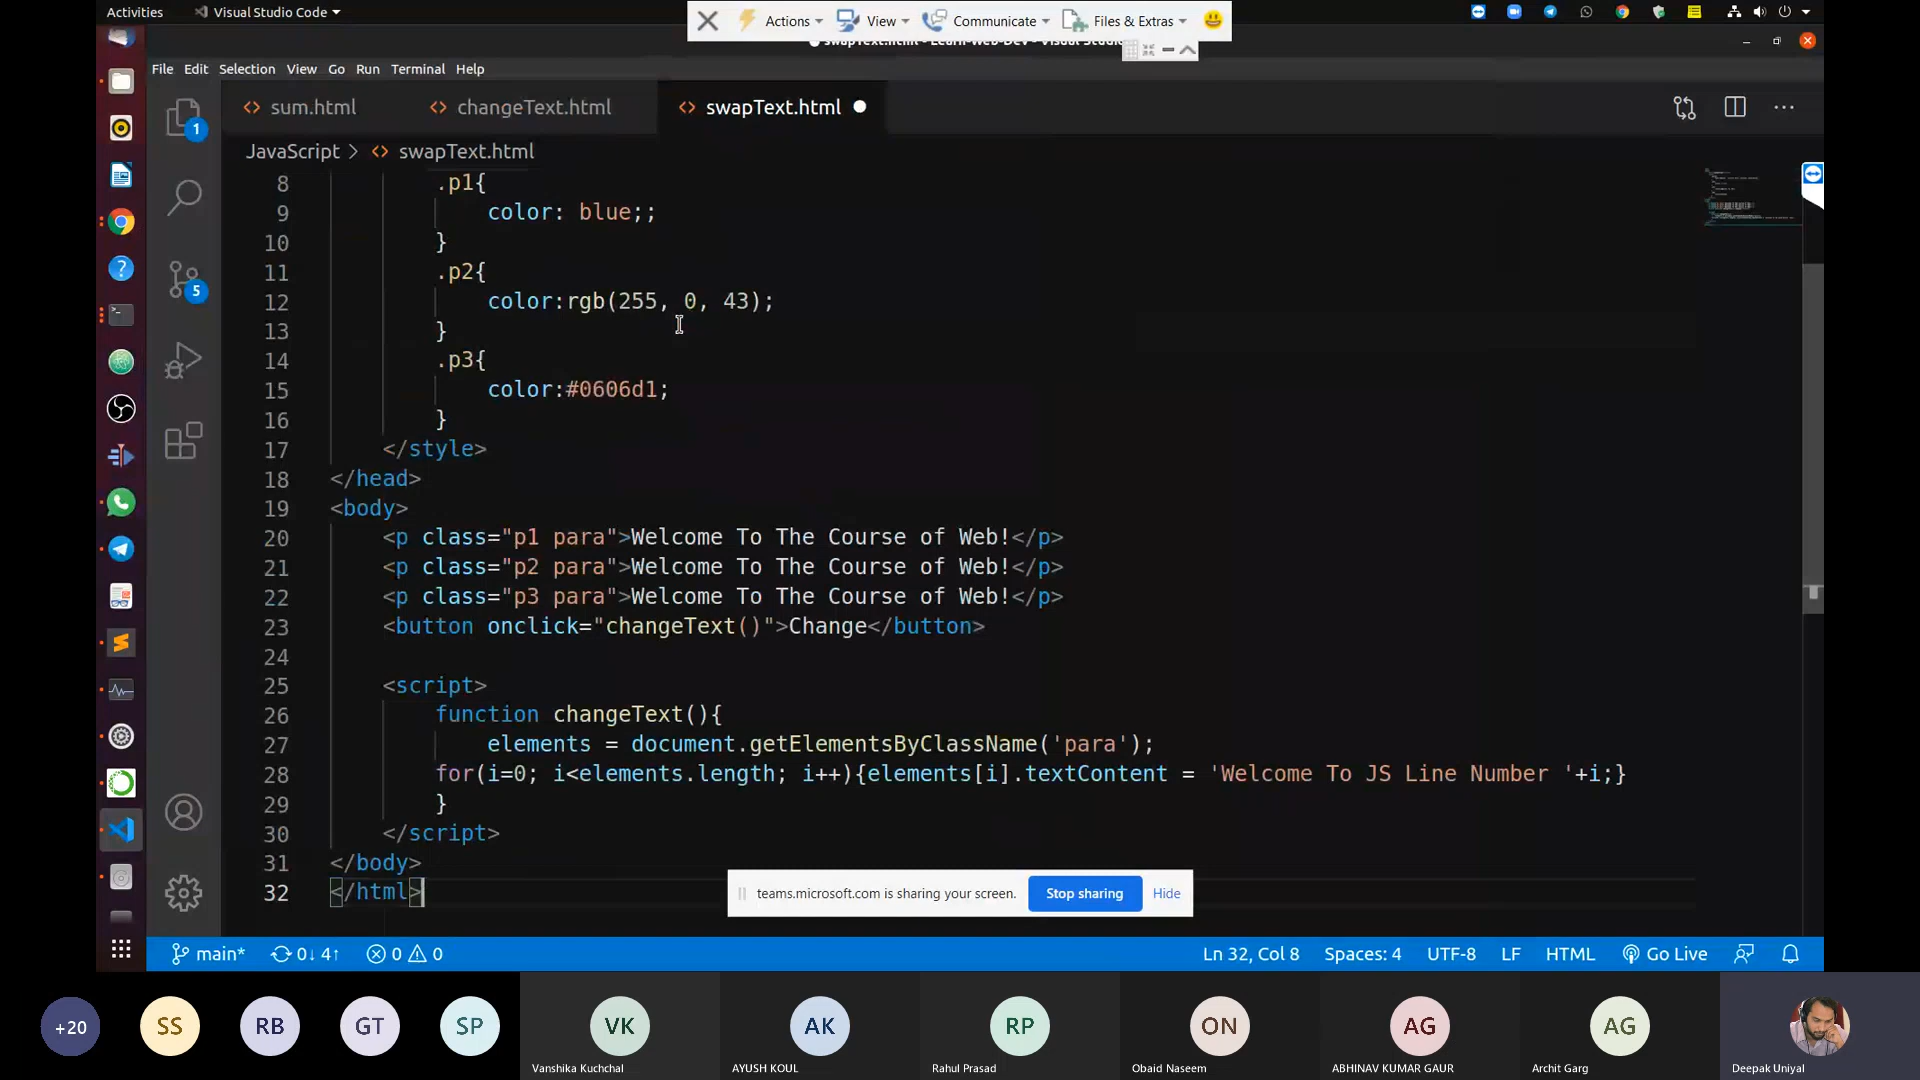 Activities
Visual Studio Code
Actions
View
Communicate
Files & Extras
File Edit Selection View Go Run Terminal Help
sum.html
changeText.html
swapText.html
JavaScript > swapText.html
8 .p1{
9 color: blue;;
10 }
11 .p2{
12 color:rgb(255, 0, 43);
13 }
14 .p3{
15 color:#0606d1;
16 }
17 </style>
18 </head>
19 <body>
20 <p class="p1 para">Welcome To The Course of Web!</p>
21 <p class="p2 para">Welcome To The Course of Web!</p>
22 <p class="p3 para">Welcome To The Course of Web!</p>
23 <button onclick="changeText()">Change</button>
24
25 <script>
26 function changeText(){
27 elements = document.getElementsByClassName('para');
28 for(i=0; i<elements.length; i++){elements[i].textContent = 'Welcome To JS Line Number '+i;}
29 }
30 </script>
31 </body>
32 </html>
1
5
teams.microsoft.com is sharing your screen.
Stop sharing
Hide
main*
0↓ 4↑
0 0
Ln 32, Col 8
Spaces: 4
UTF-8
LF
HTML
Go Live
+20
SS
RB
GT
SP
VK
AK
RP
ON
AG
AG
Vanshika Kuchchal
AYUSH KOUL
Rahul Prasad
Obaid Naseem
ABHINAV KUMAR GAUR
Archit Garg
Deepak Uniyal